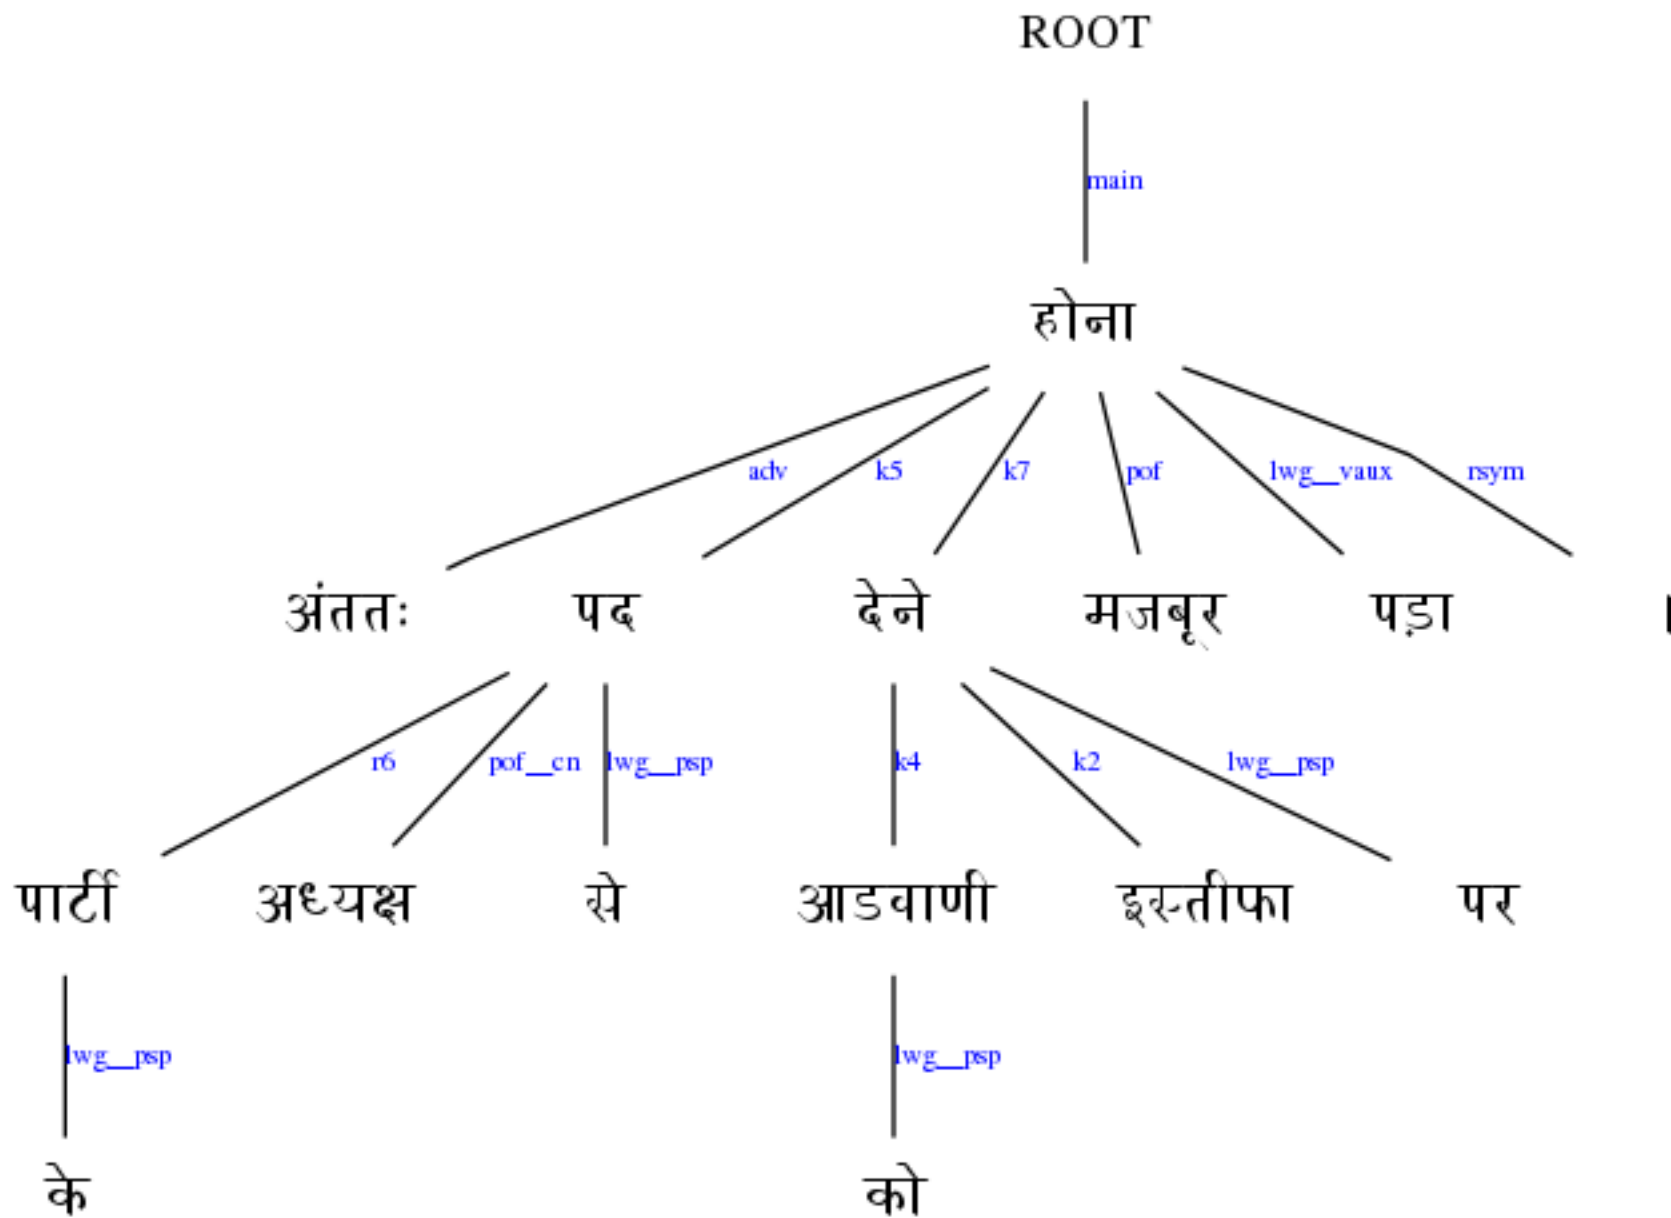 ROOT
main
होना
adv k5 k7 pof lwg__vaux rsym
अंततः पद देने मजबूर पड़ा ।
r6 pof__cn lwg__psp k4 k2 lwg__psp
पार्टी अध्यक्ष से आडवाणी इस्तीफा पर
lwg__psp lwg__psp
के को